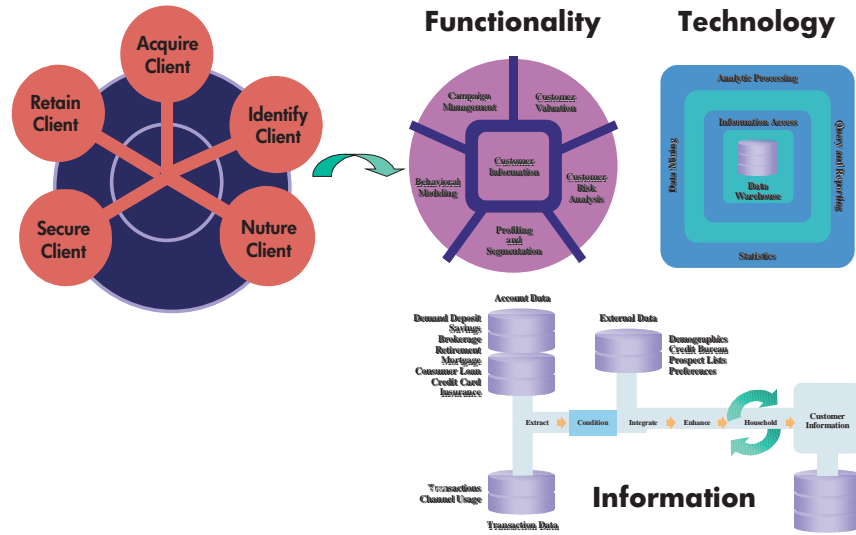 Acquire
Client
Retain
Client
Identify
Client
Secure
Client
Nuture
Client
Functionality
Campaign
Management
Customer
Valuation
Customer
Information
Behavioral
Modeling
Customer
Risk
Analysis
Profiling
and
Segmentation
Technology
Analytic Processing
Information Access
Data Mining
Query and Reporting
Data
Warehouse
Statistics
Account Data
Demand Deposit
Savings
Brokerage
Retirement
Mortgage
Consumer Loan
Credit Card
Insurance
External Data
Demographics
Credit Bureau
Prospect Lists
Preferences
Extract
Condition
Integrate
Enhance
Household
Customer
Information
Transactions
Channel Usage
Transaction Data
Information